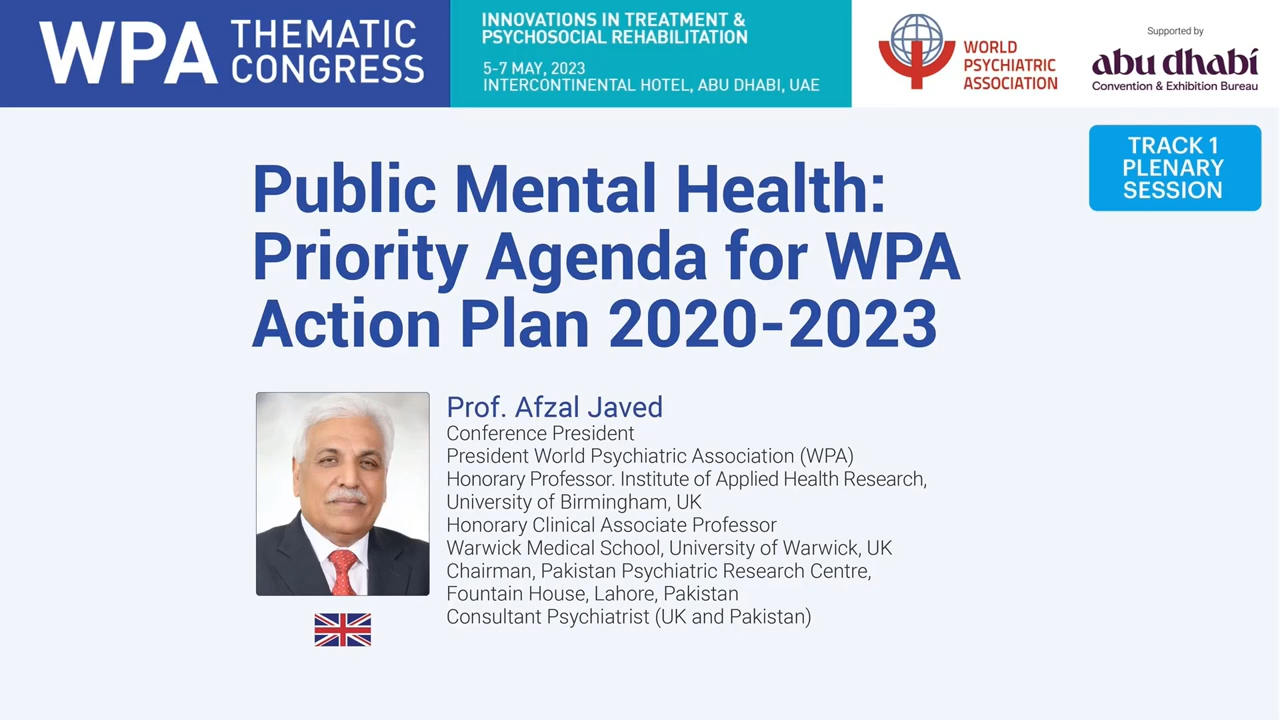 WPA THEMATIC CONGRESS
INNOVATIONS IN TREATMENT &
PSYCHOSOCIAL REHABILITATION
5-7 MAY, 2023
INTERCONTINENTAL HOTEL, ABU DHABI, UAE
WORLD
PSYCHIATRIC
ASSOCIATION
Supported by
abu dhabi
Convention & Exhibition Bureau
TRACK 1
PLENARY
SESSION
Public Mental Health:
Priority Agenda for WPA
Action Plan 2020-2023
Prof. Afzal Javed
Conference President
President World Psychiatric Association (WPA)
Honorary Professor. Institute of Applied Health Research,
University of Birmingham, UK
Honorary Clinical Associate Professor
Warwick Medical School, University of Warwick, UK
Chairman, Pakistan Psychiatric Research Centre,
Fountain House, Lahore, Pakistan
Consultant Psychiatrist (UK and Pakistan)